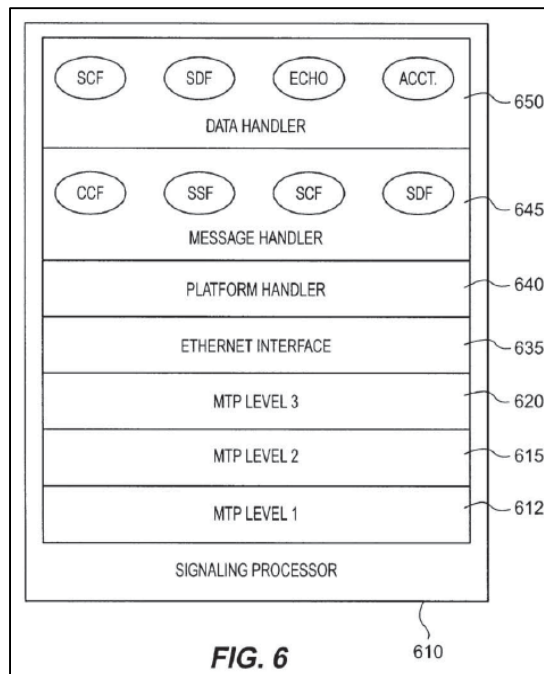 SCF SDF ECHO ACCT.
DATA HANDLER
650
CCF SSF SCF SDF
MESSAGE HANDLER
645
PLATFORM HANDLER
640
ETHERNET INTERFACE
635
MTP LEVEL 3
620
MTP LEVEL 2
615
MTP LEVEL 1
612
SIGNALING PROCESSOR
610
FIG. 6